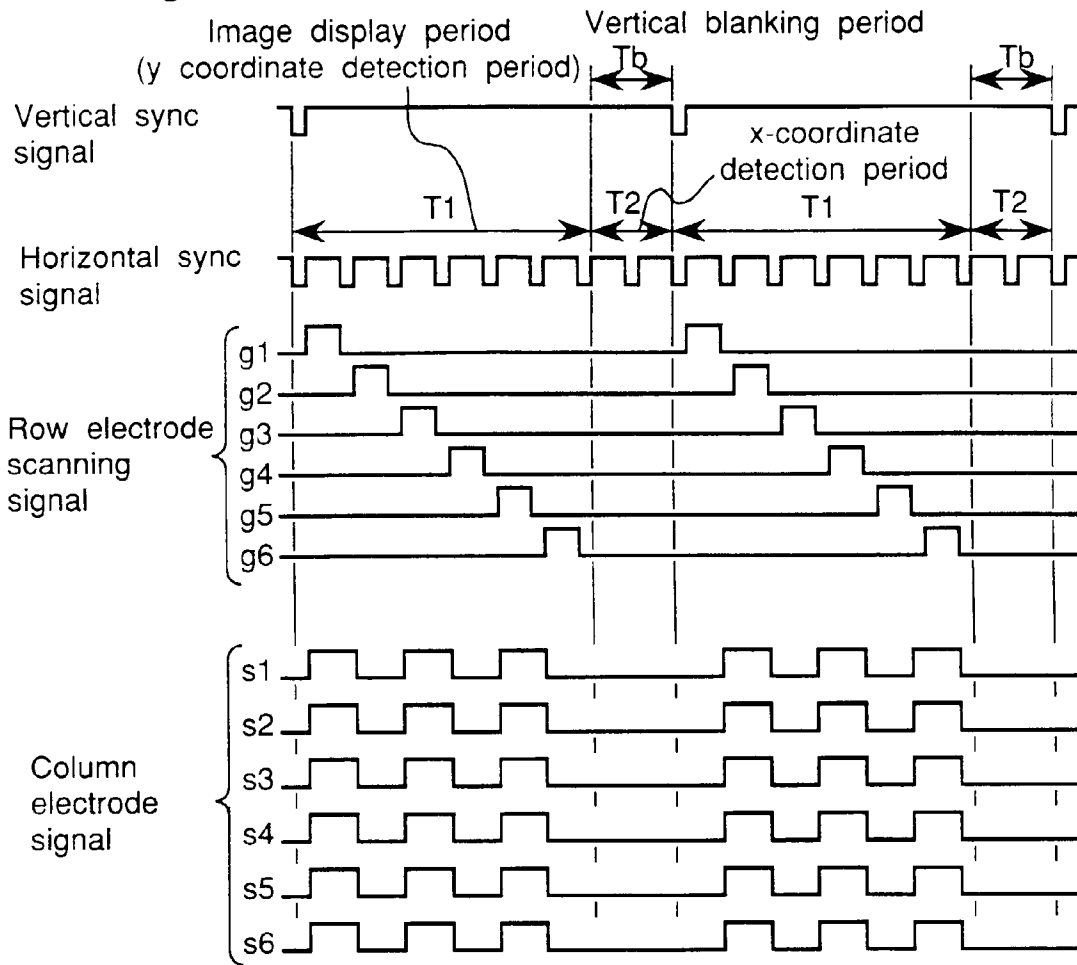 Image display period
(y coordinate detection period)
Vertical blanking period
Tb
Tb
Vertical sync
signal
x-coordinate
detection period
T1
T2
T1
T2
Horizontal sync
signal
Row electrode
scanning
signal
g1
g2
g3
g4
g5
g6
Column
electrode
signal
s1
s2
s3
s4
s5
s6